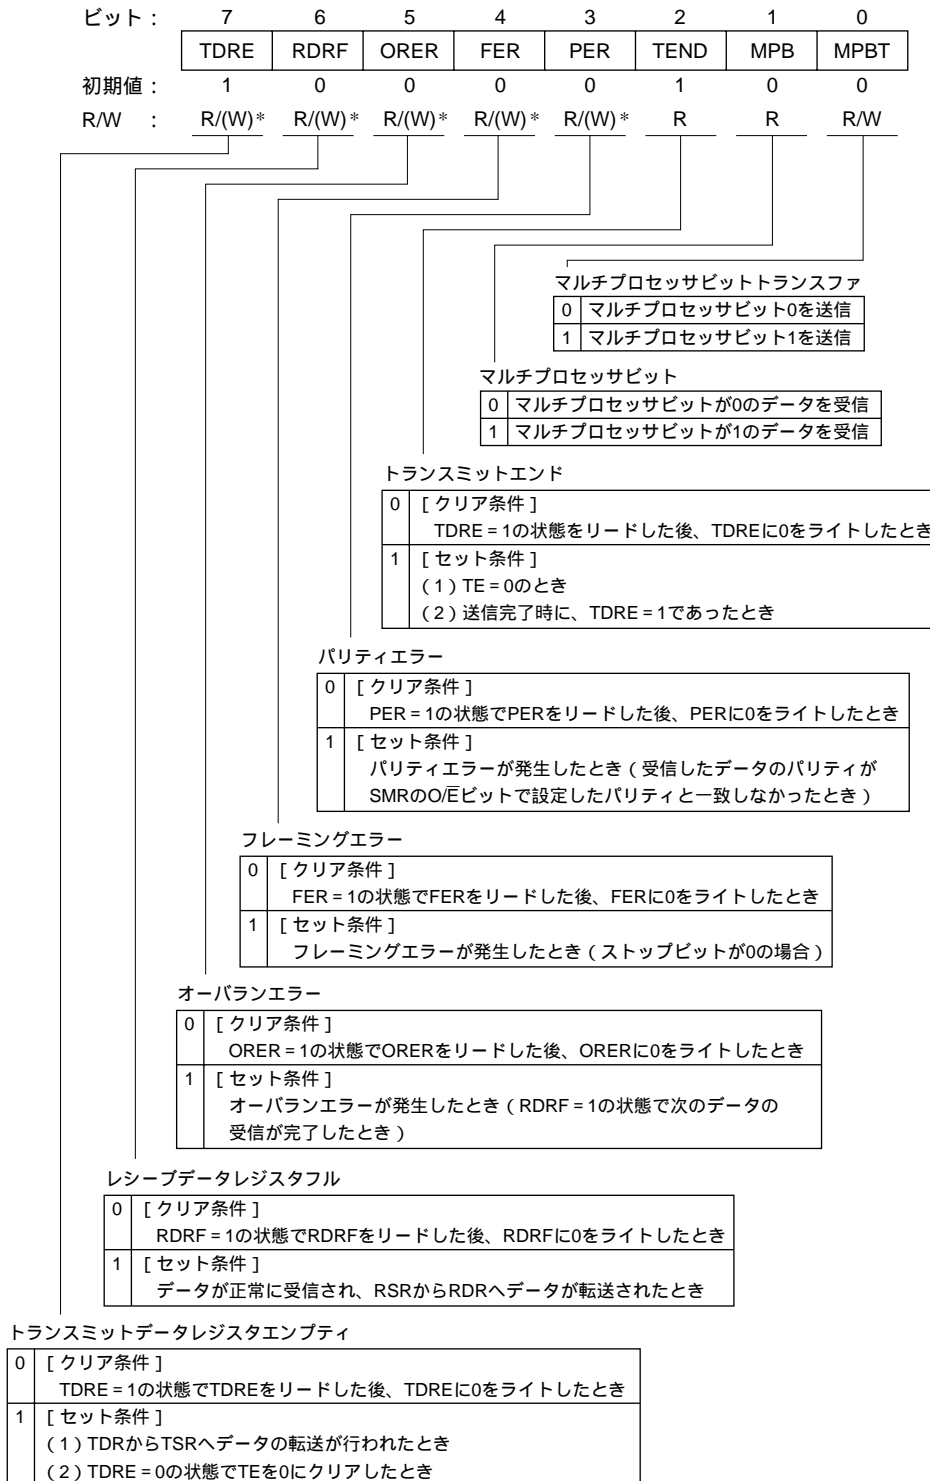 ビット： 7 6 5 4 3 2 1 0
TDRE RDRF ORER FER PER TEND MPB MPBT
初期値： 1 0 0 0 0 1 0 0
R/W ： R/(W)* R/(W)* R/(W)* R/(W)* R/(W)* R R R/W
マルチプロセッサビットトランスファ
0 マルチプロセッサビット0を送信
1 マルチプロセッサビット1を送信
マルチプロセッサビット
0 マルチプロセッサビットが0のデータを受信
1 マルチプロセッサビットが1のデータを受信
トランスミットエンド
0 ［クリア条件］
TDRE＝1の状態をリードした後、TDREに0をライトしたとき
1 ［セット条件］
（1）TE＝0のとき
（2）送信完了時に、TDRE＝1であったとき
パリティエラー
0 ［クリア条件］
PER＝1の状態でPERをリードした後、PERに0をライトしたとき
1 ［セット条件］
パリティエラーが発生したとき（受信したデータのパリティが
SMRのO/E̅ビットで設定したパリティと一致しなかったとき）
フレーミングエラー
0 ［クリア条件］
FER＝1の状態でFERをリードした後、FERに0をライトしたとき
1 ［セット条件］
フレーミングエラーが発生したとき（ストップビットが0の場合）
オーバランエラー
0 ［クリア条件］
ORER＝1の状態でORERをリードした後、ORERに0をライトしたとき
1 ［セット条件］
オーバランエラーが発生したとき（RDRF＝1の状態で次のデータの
受信が完了したとき）
レシーブデータレジスタフル
0 ［クリア条件］
RDRF＝1の状態でRDRFをリードした後、RDRFに0をライトしたとき
1 ［セット条件］
データが正常に受信され、RSRからRDRへデータが転送されたとき
トランスミットデータレジスタエンプティ
0 ［クリア条件］
TDRE＝1の状態でTDREをリードした後、TDREに0をライトしたとき
1 ［セット条件］
（1）TDRからTSRへデータの転送が行われたとき
（2）TDRE＝0の状態でTEを0にクリアしたとき